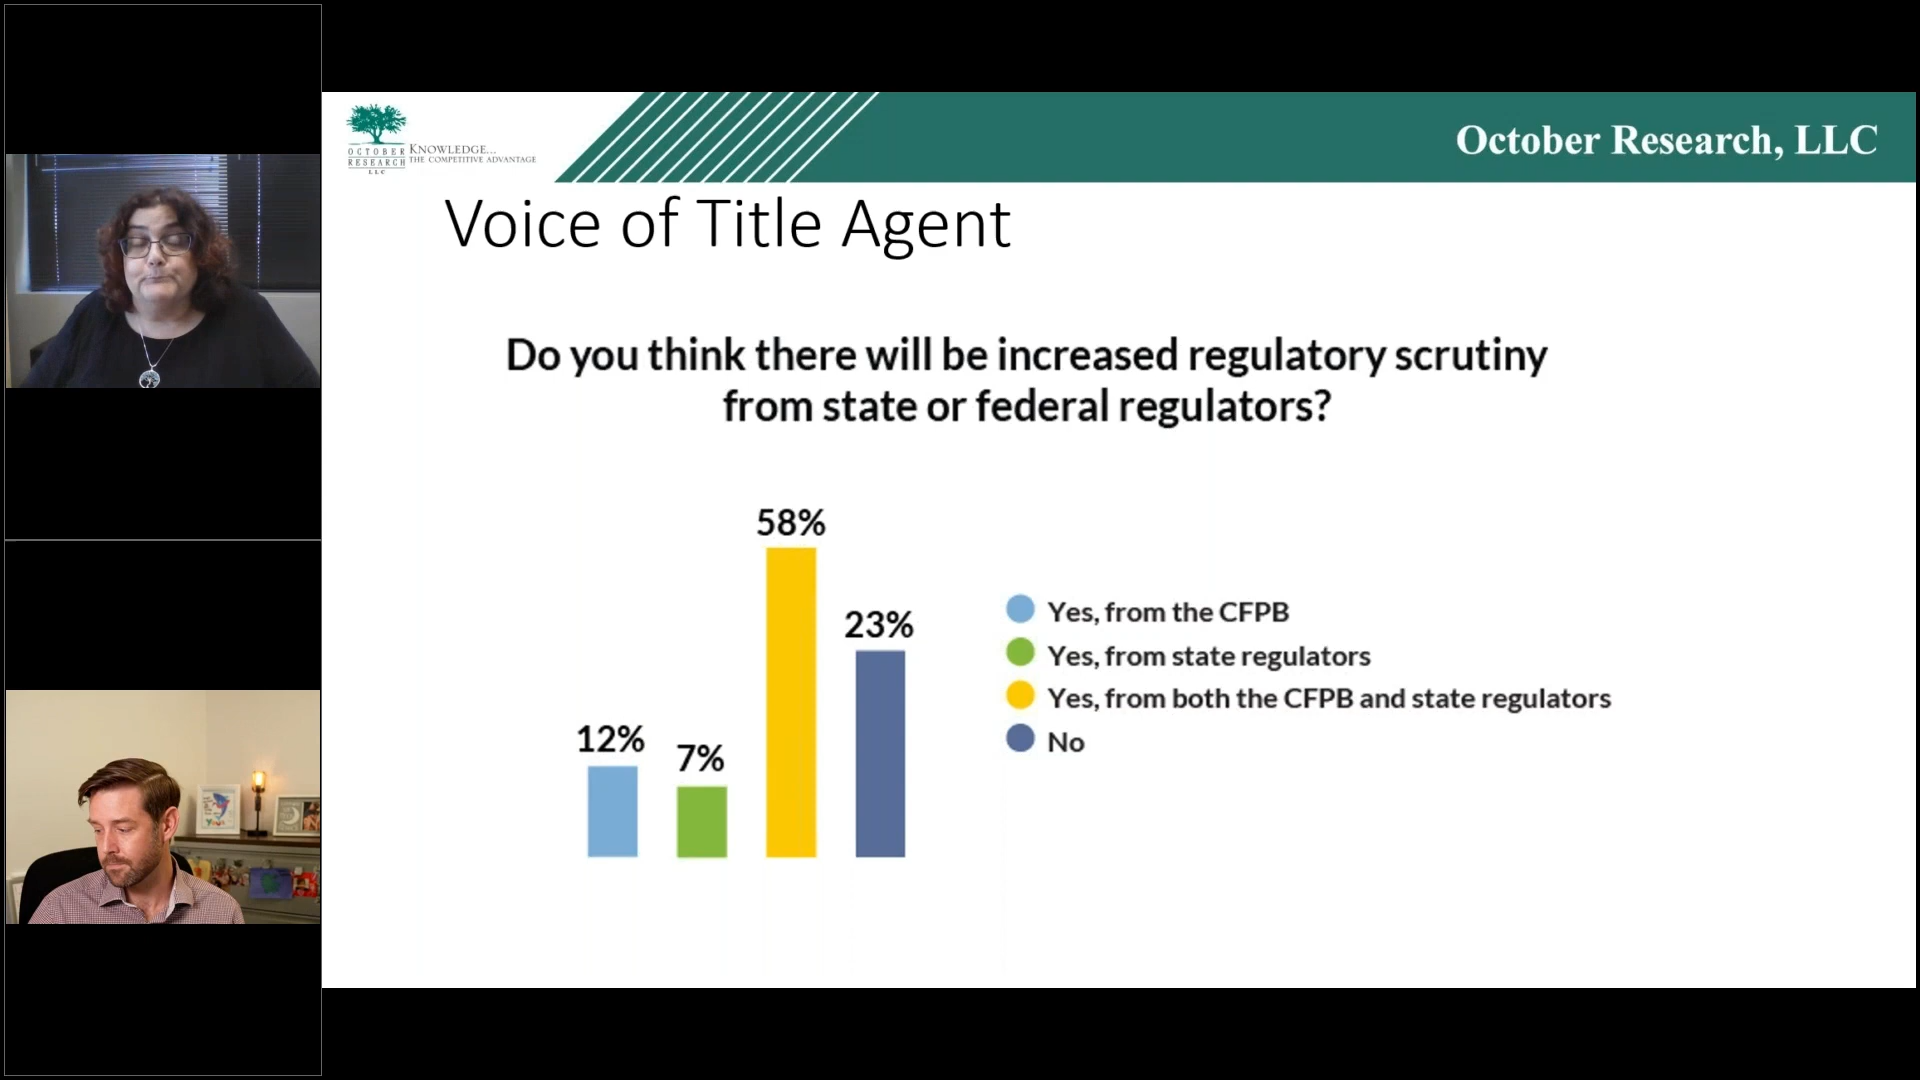 OCTOBER
RESEARCH
LLC
KNOWLEDGE...
THE COMPETITIVE ADVANTAGE
October Research, LLC
Voice of Title Agent
Do you think there will be increased regulatory scrutiny
from state or federal regulators?
58%
23%
12%
7%
Yes, from the CFPB
Yes, from state regulators
Yes, from both the CFPB and state regulators
No